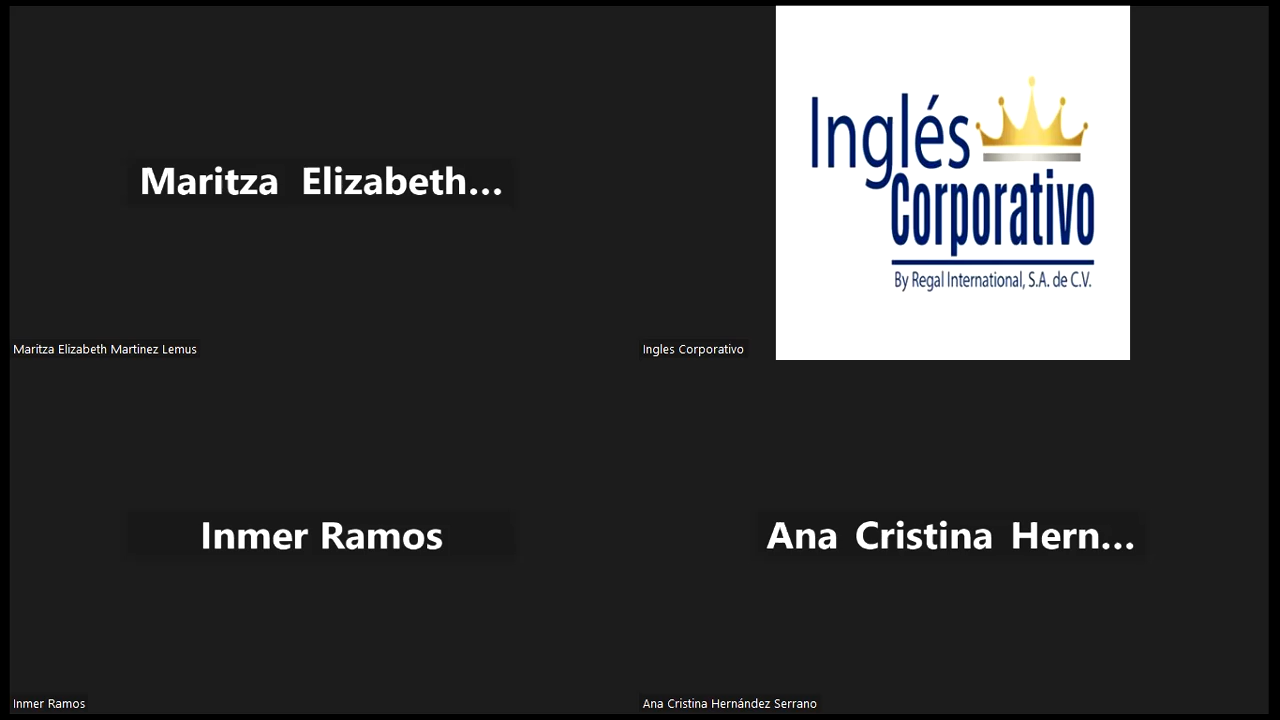 Maritza Elizabeth...
Maritza Elizabeth Martinez Lemus
Inglés
Corporativo
By Regal International, S.A. de C.V.
Ingles Corporativo
Inmer Ramos
Inmer Ramos
Ana Cristina Hern...
Ana Cristina Hernández Serrano